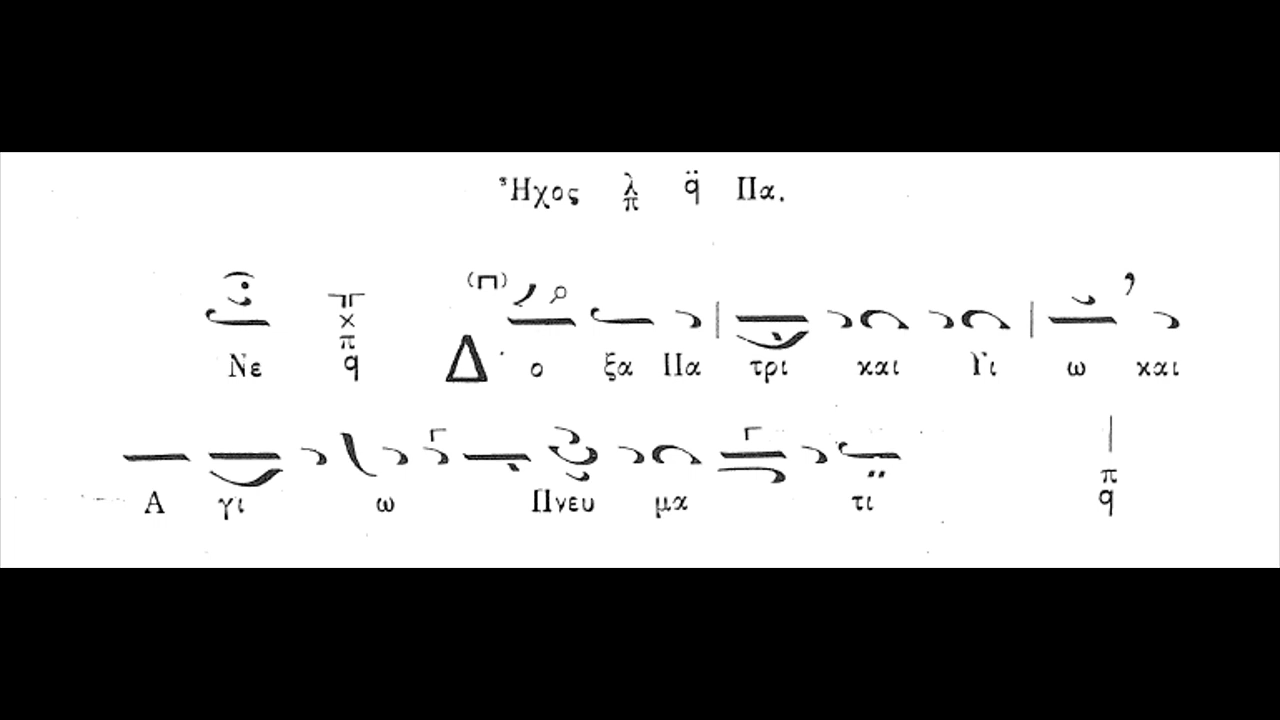 Ἦχος λ π q̈ Πα.
Νε π q (Π) Δ ο ξα Πα τρι και Υι ω και
Α γι ω Πνευ μα τι π q